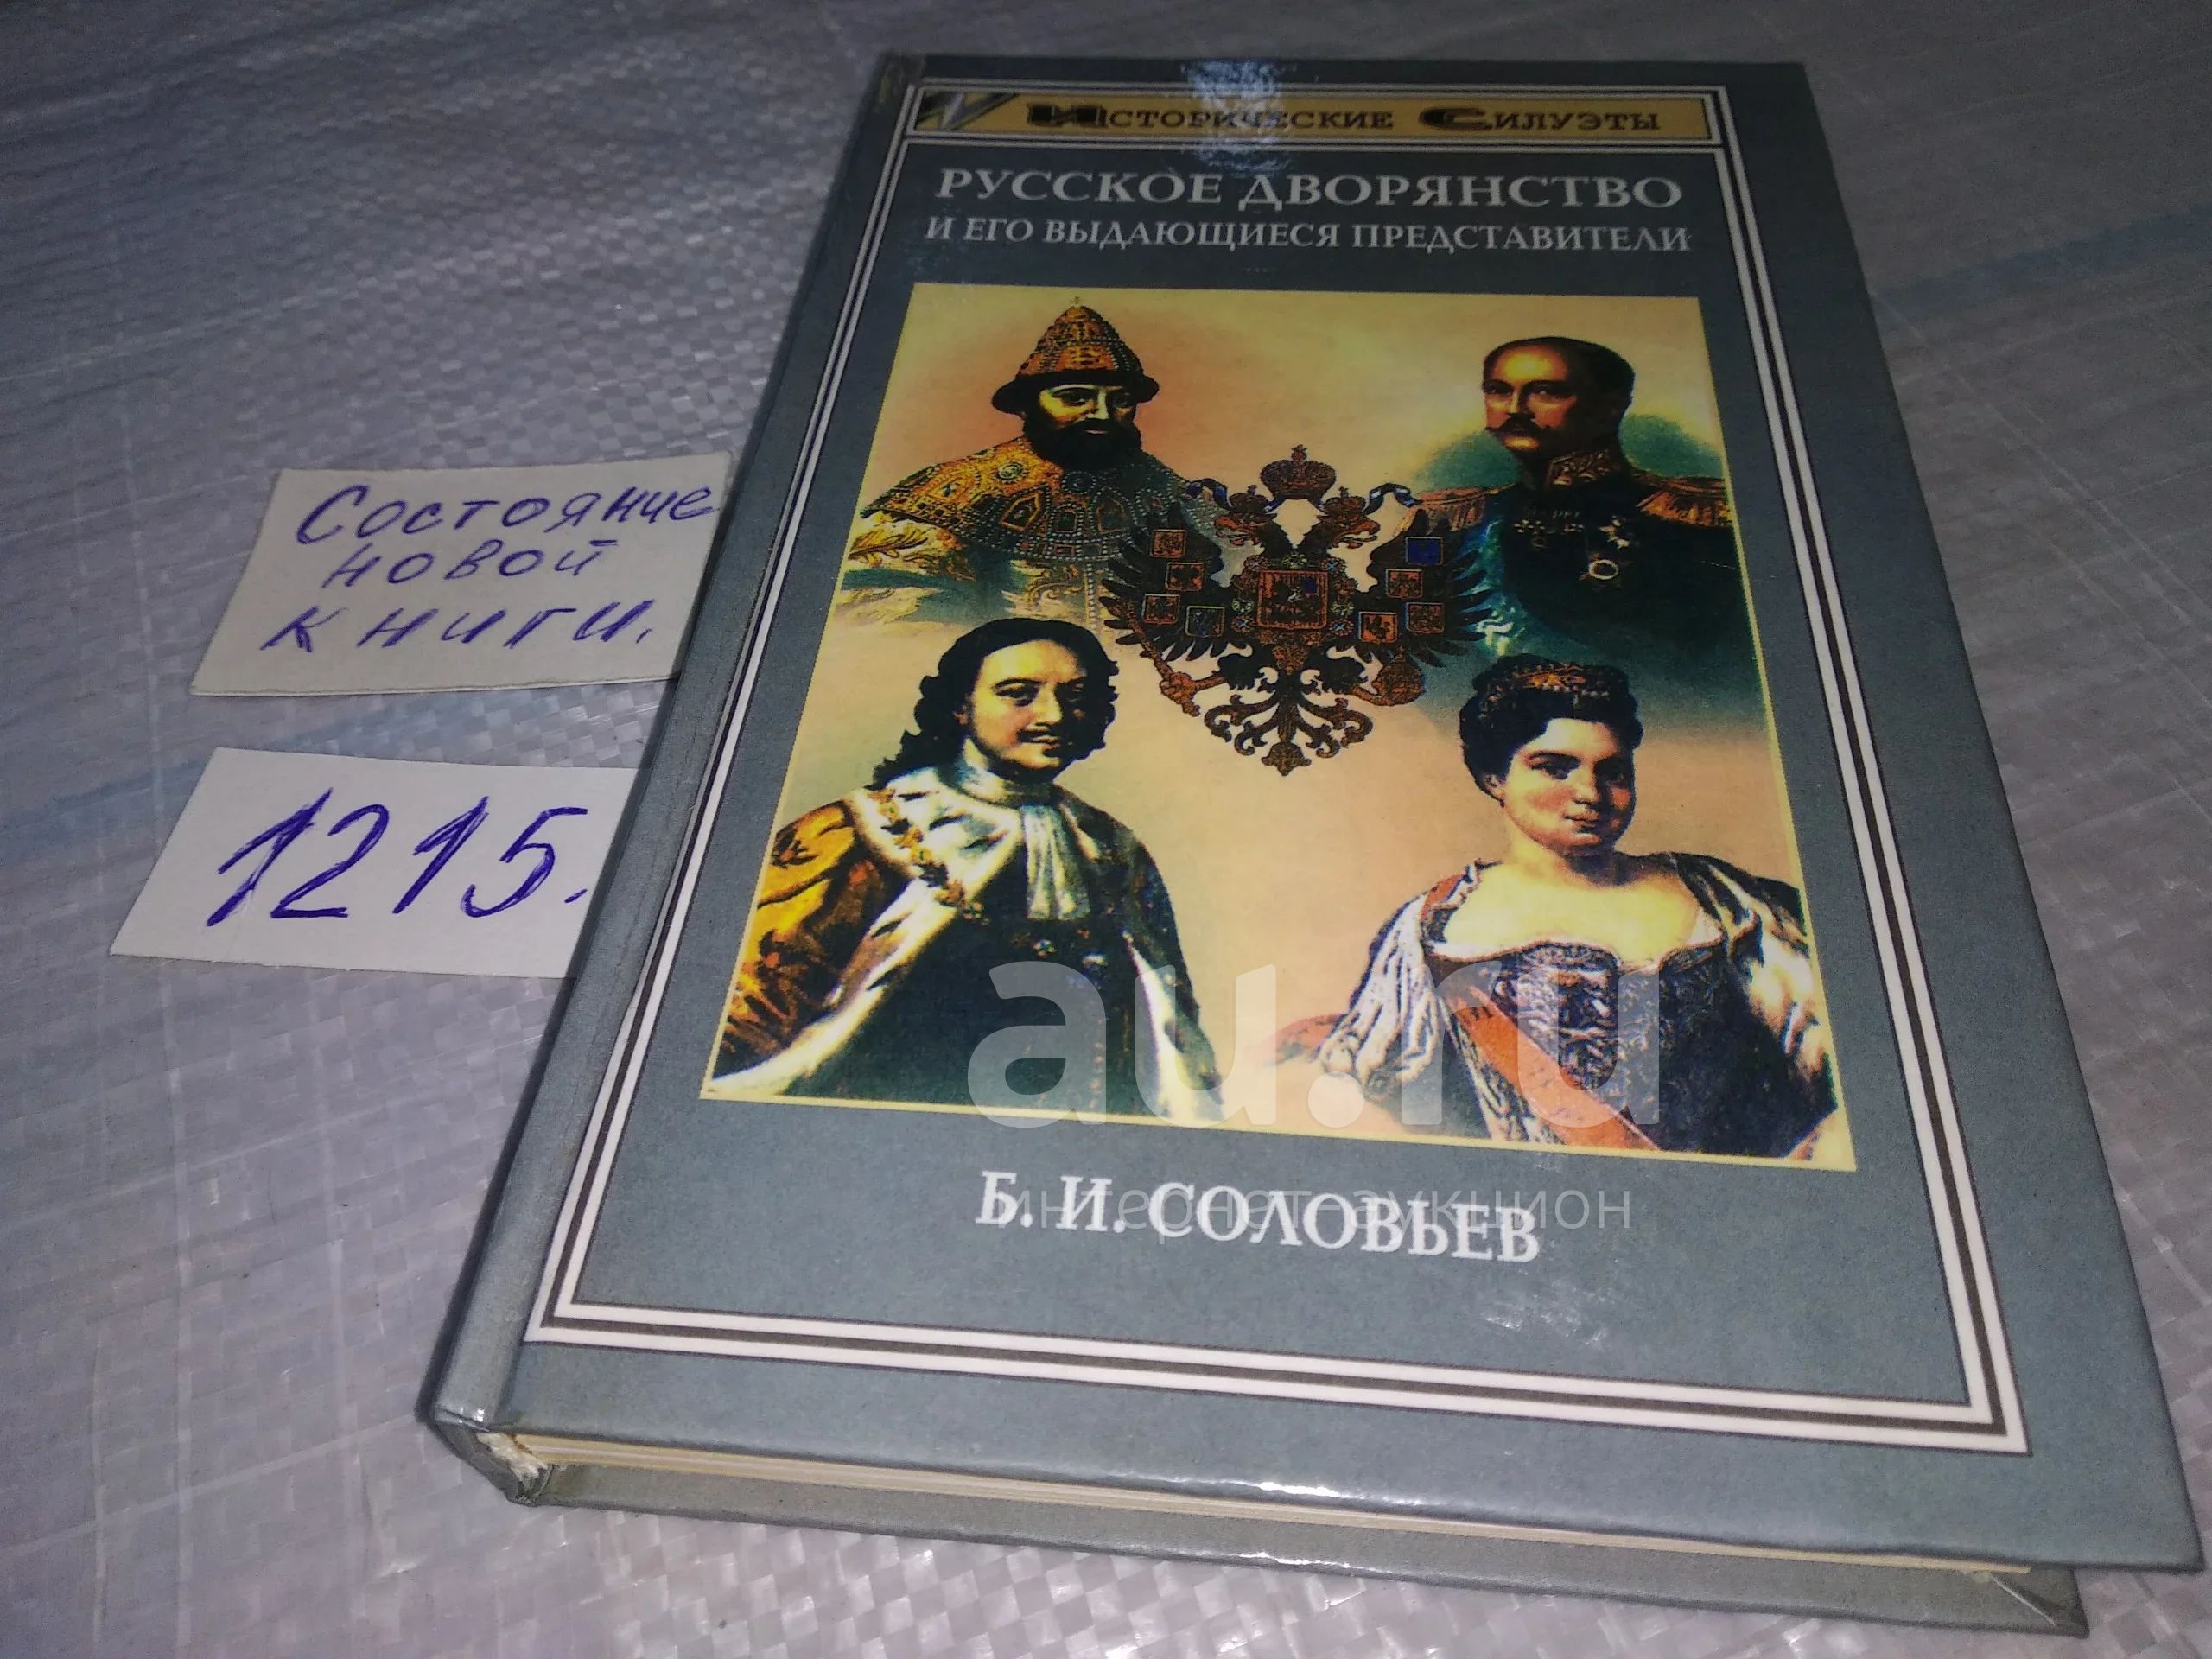 Исторические Силуэты
РУССКОЕ ДВОРЯНСТВО
И ЕГО ВЫДАЮЩИЕСЯ ПРЕДСТАВИТЕЛИ
Состояние
новой
книги.
1215.
au.ru
интернет-аукцион
Б. И. СОЛОВЬЕВ